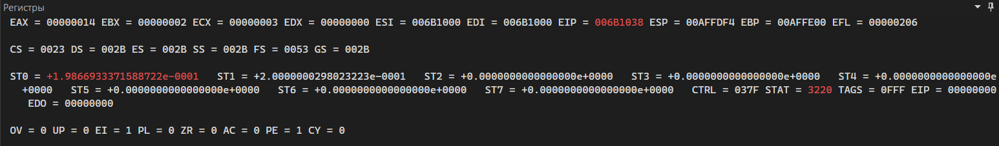 Регистры
EAX = 00000014 EBX = 00000002 ECX = 00000003 EDX = 00000000 ESI = 006B1000 EDI = 006B1000 EIP = 006B1038 ESP = 00AFFDF4 EBP = 00AFFE00 EFL = 00000206
CS = 0023 DS = 002B ES = 002B SS = 002B FS = 0053 GS = 002B
ST0 = +1.9866933371588722e-0001 ST1 = +2.0000000298023223e-0001 ST2 = +0.0000000000000000e+0000 ST3 = +0.0000000000000000e+0000 ST4 = +0.0000000000000000e
+0000 ST5 = +0.0000000000000000e+0000 ST6 = +0.0000000000000000e+0000 ST7 = +0.0000000000000000e+0000 CTRL = 037F STAT = 3220 TAGS = 0FFF EIP = 00000000
EDO = 00000000
OV = 0 UP = 0 EI = 1 PL = 0 ZR = 0 AC = 0 PE = 1 CY = 0